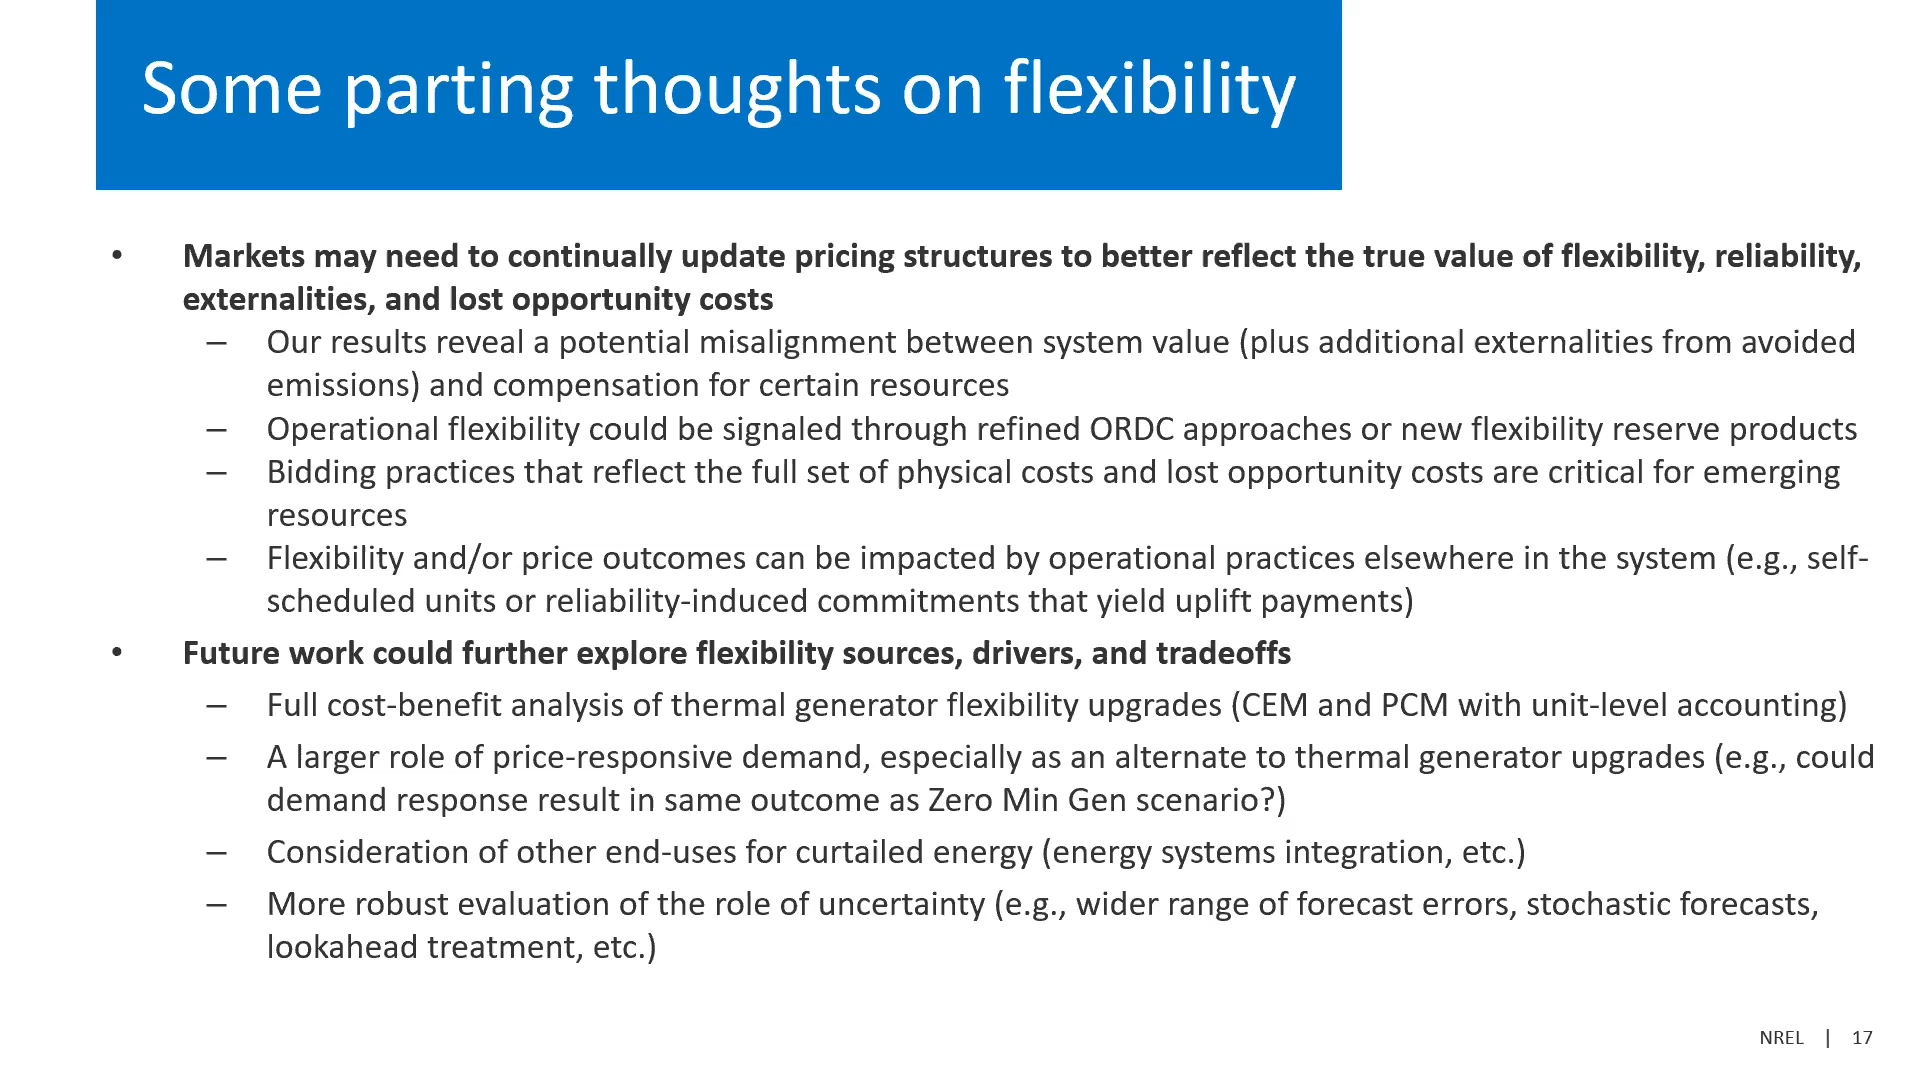 Some parting thoughts on flexibility
• Markets may need to continually update pricing structures to better reflect the true value of flexibility, reliability,
externalities, and lost opportunity costs
– Our results reveal a potential misalignment between system value (plus additional externalities from avoided
emissions) and compensation for certain resources
– Operational flexibility could be signaled through refined ORDC approaches or new flexibility reserve products
– Bidding practices that reflect the full set of physical costs and lost opportunity costs are critical for emerging
resources
– Flexibility and/or price outcomes can be impacted by operational practices elsewhere in the system (e.g., self-
scheduled units or reliability-induced commitments that yield uplift payments)
• Future work could further explore flexibility sources, drivers, and tradeoffs
– Full cost-benefit analysis of thermal generator flexibility upgrades (CEM and PCM with unit-level accounting)
– A larger role of price-responsive demand, especially as an alternate to thermal generator upgrades (e.g., could
demand response result in same outcome as Zero Min Gen scenario?)
– Consideration of other end-uses for curtailed energy (energy systems integration, etc.)
– More robust evaluation of the role of uncertainty (e.g., wider range of forecast errors, stochastic forecasts,
lookahead treatment, etc.)
NREL | 17